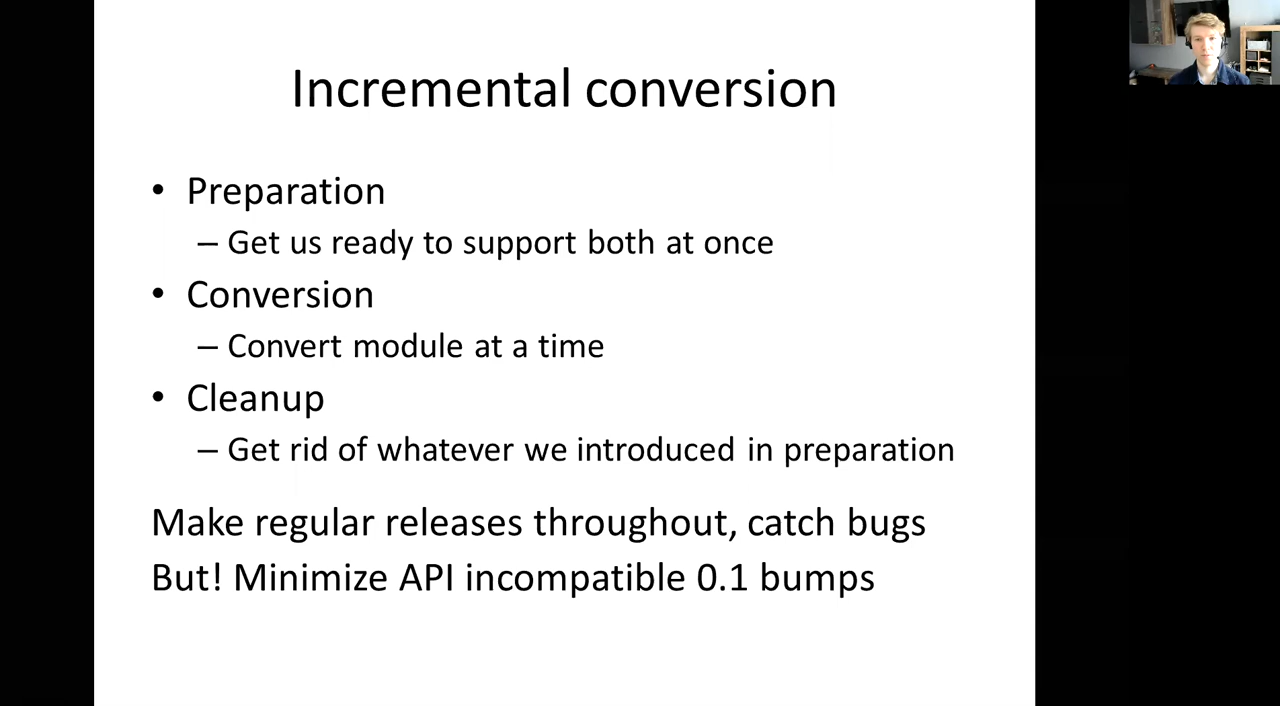 Incremental conversion
• Preparation
– Get us ready to support both at once
• Conversion
– Convert module at a time
• Cleanup
– Get rid of whatever we introduced in preparation
Make regular releases throughout, catch bugs
But! Minimize API incompatible 0.1 bumps